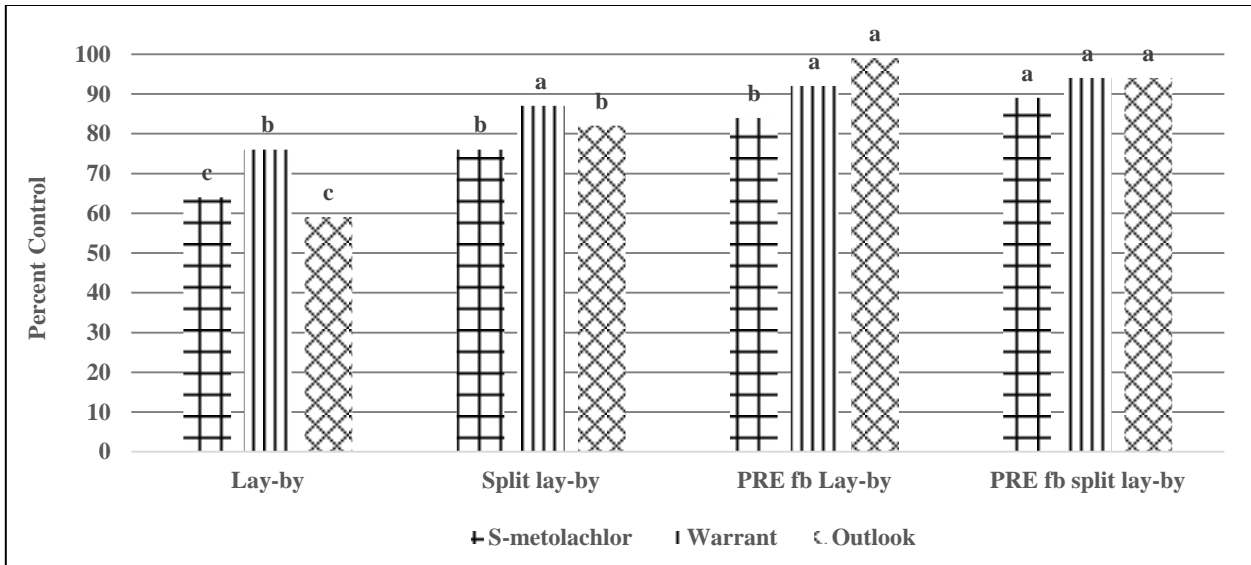 Percent Control
100
90
80
70
60
50
40
30
20
10
0
c
b
c
b
a
b
b
a
a
a
a
a
Lay-by
Split lay-by
PRE fb Lay-by
PRE fb split lay-by
S-metolachlor
Warrant
Outlook